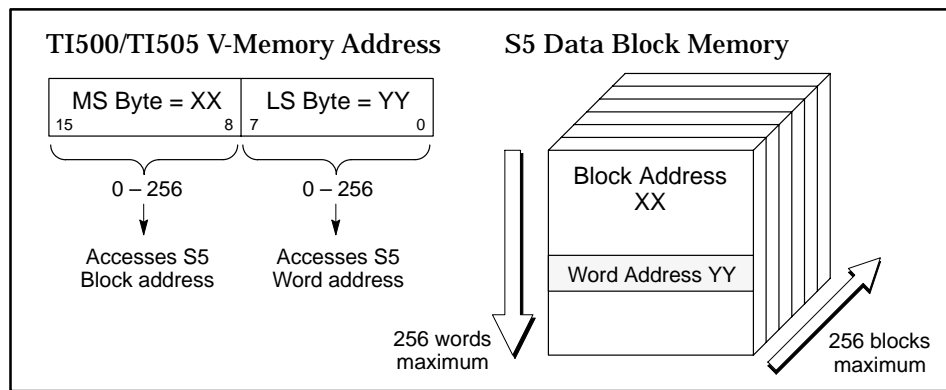 TI500/TI505 V-Memory Address
MS Byte = XX
LS Byte = YY
15
8
7
0
0 – 256
0 – 256
Accesses S5
Block address
Accesses S5
Word address
S5 Data Block Memory
Block Address
XX
Word Address YY
256 words
maximum
256 blocks
maximum